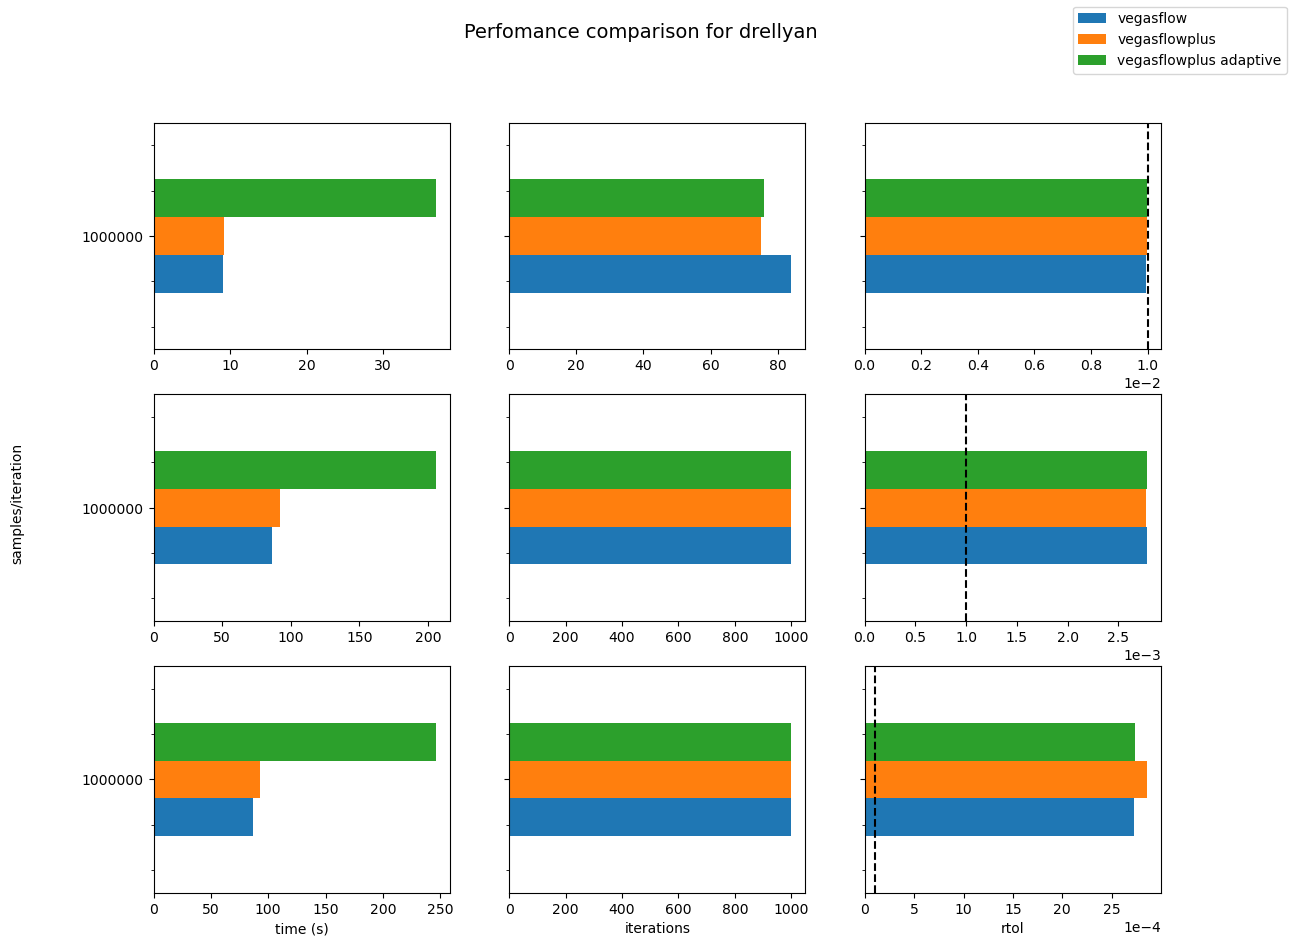 Perfomance comparison for drellyan
vegasflow
vegasflowplus
vegasflowplus adaptive
samples/iteration
1000000
0 10 20 30
0 20 40 60 80
0.0 0.2 0.4 0.6 0.8 1.0
1e−2
1000000
0 50 100 150 200
0 200 400 600 800 1000
0.0 0.5 1.0 1.5 2.0 2.5
1e−3
1000000
0 50 100 150 200 250
0 200 400 600 800 1000
0 5 10 15 20 25
1e−4
time (s)
iterations
rtol